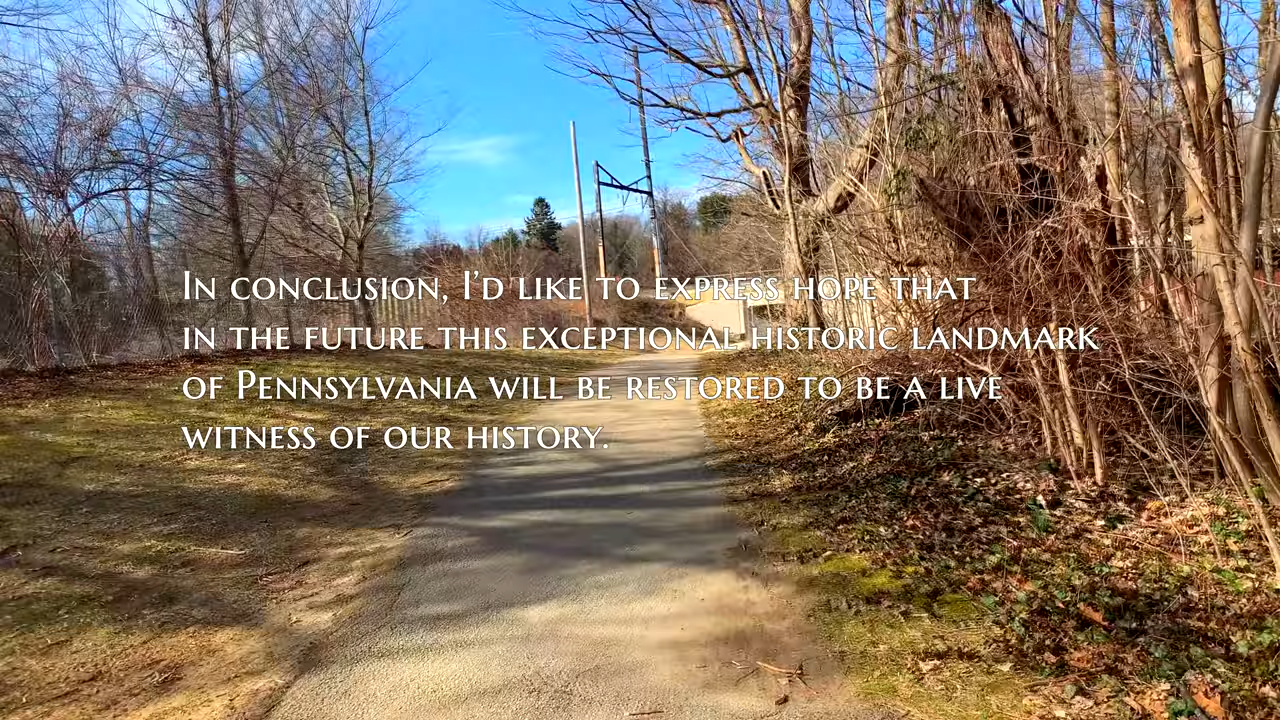 In conclusion, I'd like to express hope that
in the future this exceptional historic landmark
of Pennsylvania will be restored to be a live
witness of our history.